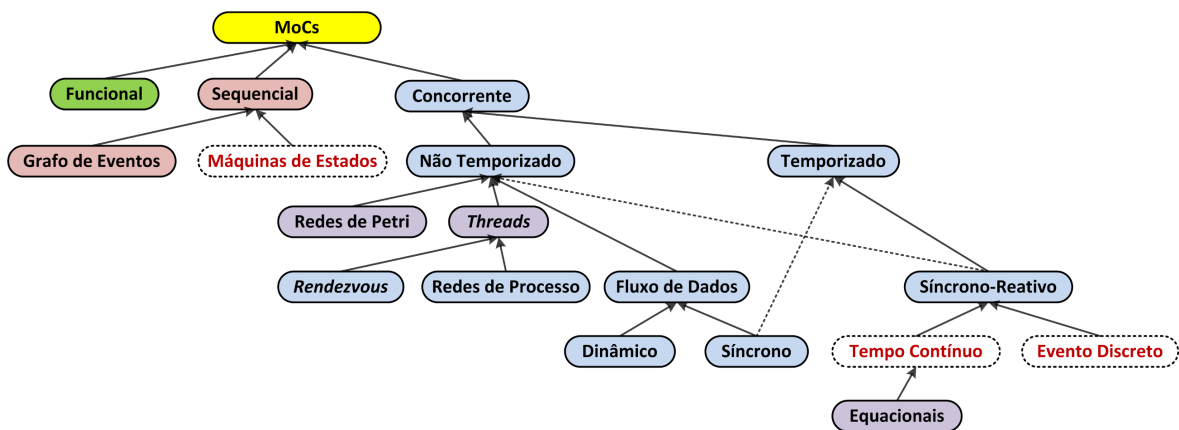 MoCs
Funcional
Sequencial
Concorrente
Grafo de Eventos
Máquinas de Estados
Não Temporizado
Temporizado
Redes de Petri
Threads
Rendezvous
Redes de Processo
Fluxo de Dados
Síncrono-Reativo
Dinâmico
Síncrono
Tempo Contínuo
Evento Discreto
Equacionais